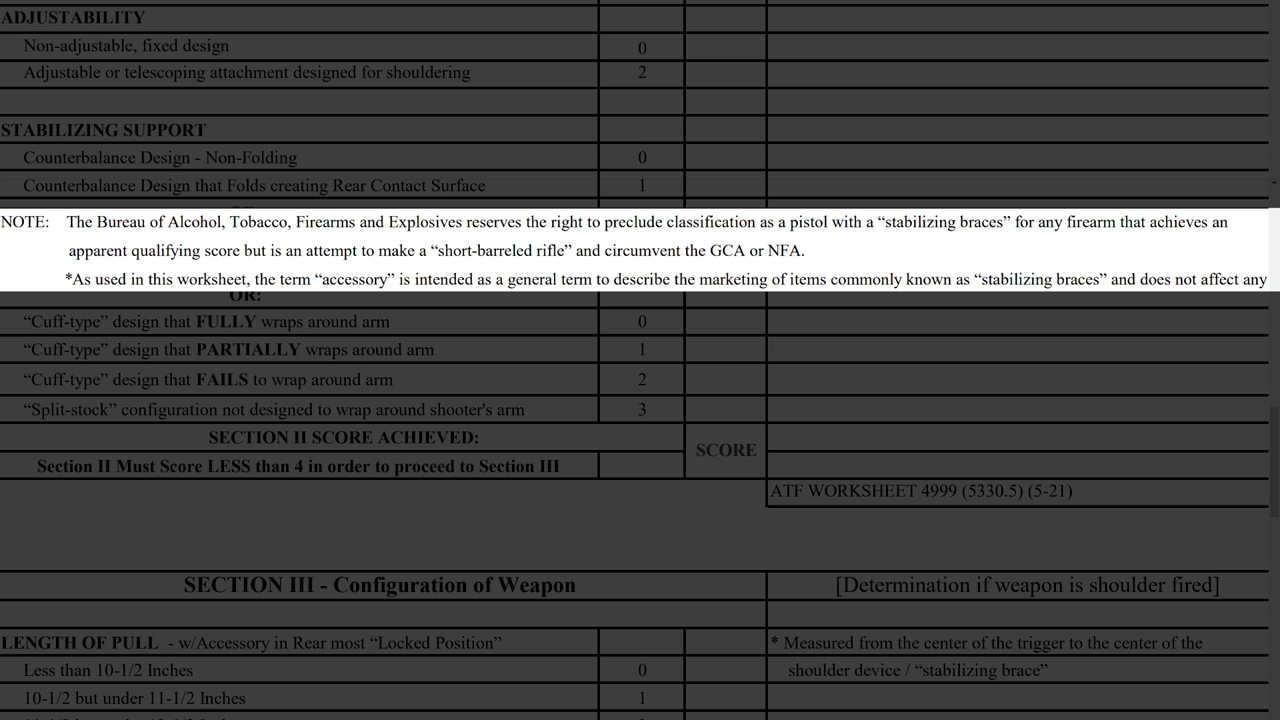 ADJUSTABILITY
Non-adjustable, fixed design 0
Adjustable or telescoping attachment designed for shouldering 2
STABILIZING SUPPORT
Counterbalance Design - Non-Folding 0
Counterbalance Design that Folds creating Rear Contact Surface 1
NOTE: The Bureau of Alcohol, Tobacco, Firearms and Explosives reserves the right to preclude classification as a pistol with a “stabilizing braces” for any firearm that achieves an
apparent qualifying score but is an attempt to make a “short-barreled rifle” and circumvent the GCA or NFA.
*As used in this worksheet, the term “accessory” is intended as a general term to describe the marketing of items commonly known as “stabilizing braces” and does not affect any
OR:
“Cuff-type” design that FULLY wraps around arm 0
“Cuff-type” design that PARTIALLY wraps around arm 1
“Cuff-type” design that FAILS to wrap around arm 2
“Split-stock” configuration not designed to wrap around shooter's arm 3
SECTION II SCORE ACHIEVED:
SCORE
Section II Must Score LESS than 4 in order to proceed to Section III
ATF WORKSHEET 4999 (5330.5) (5-21)
SECTION III - Configuration of Weapon [Determination if weapon is shoulder fired]
LENGTH OF PULL - w/Accessory in Rear most “Locked Position” * Measured from the center of the trigger to the center of the
Less than 10-1/2 Inches 0 shoulder device / “stabilizing brace”
10-1/2 but under 11-1/2 Inches 1